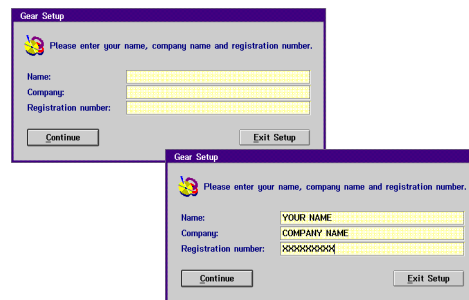 Gear Setup
Please enter your name, company name and registration number.
Name:
Company:
Registration number:
Continue
Exit Setup
Gear Setup
Please enter your name, company name and registration number.
Name: YOUR NAME
Company: COMPANY NAME
Registration number: XXXXXXXXX
Continue
Exit Setup